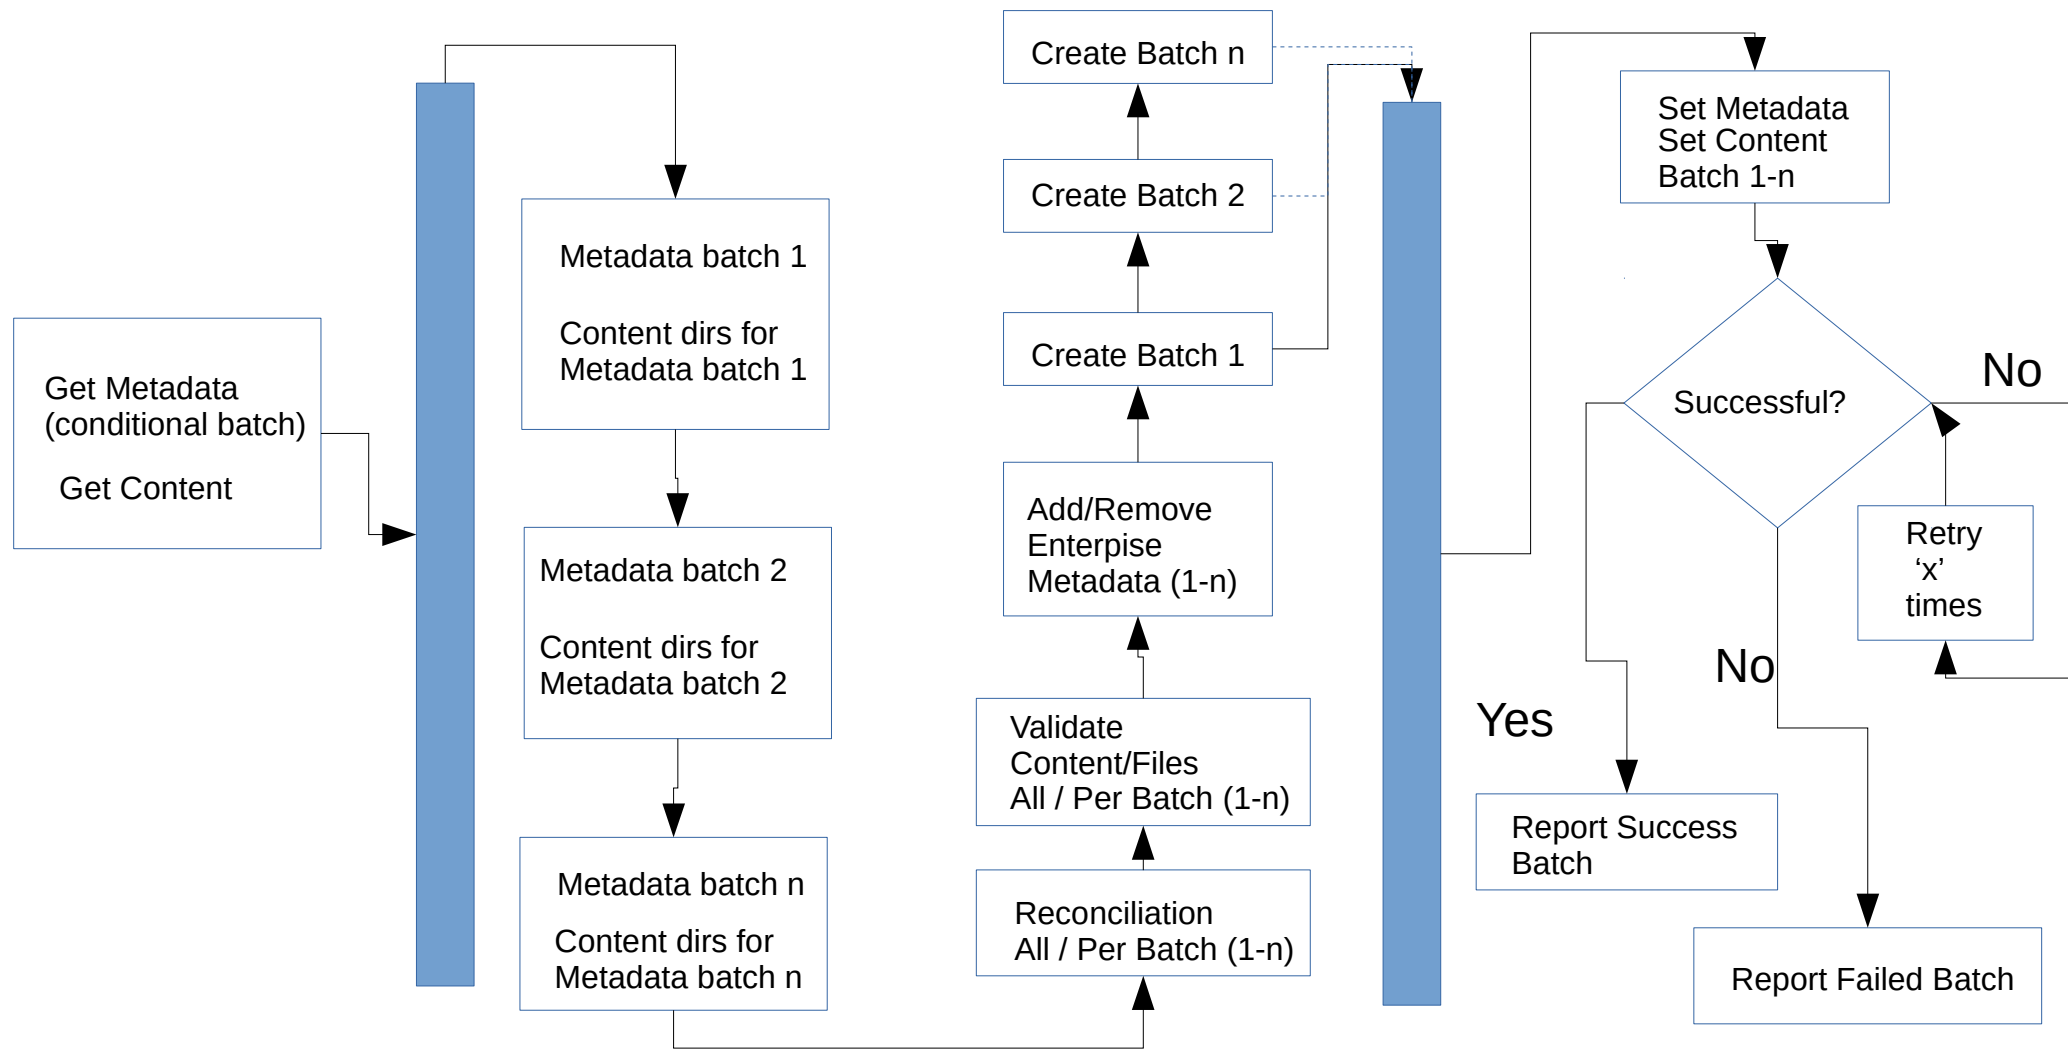 Get Metadata
(conditional batch)
Get Content
Metadata batch 1
Content dirs for
Metadata batch 1
Metadata batch 2
Content dirs for
Metadata batch 2
Metadata batch n
Content dirs for
Metadata batch n
Create Batch n
Create Batch 2
Create Batch 1
Add/Remove
Enterpise
Metadata (1-n)
Validate
Content/Files
All / Per Batch (1-n)
Reconciliation
All / Per Batch (1-n)
Set Metadata
Set Content
Batch 1-n
Successful?
No
Retry
‘x’
times
No
Yes
Report Success
Batch
Report Failed Batch